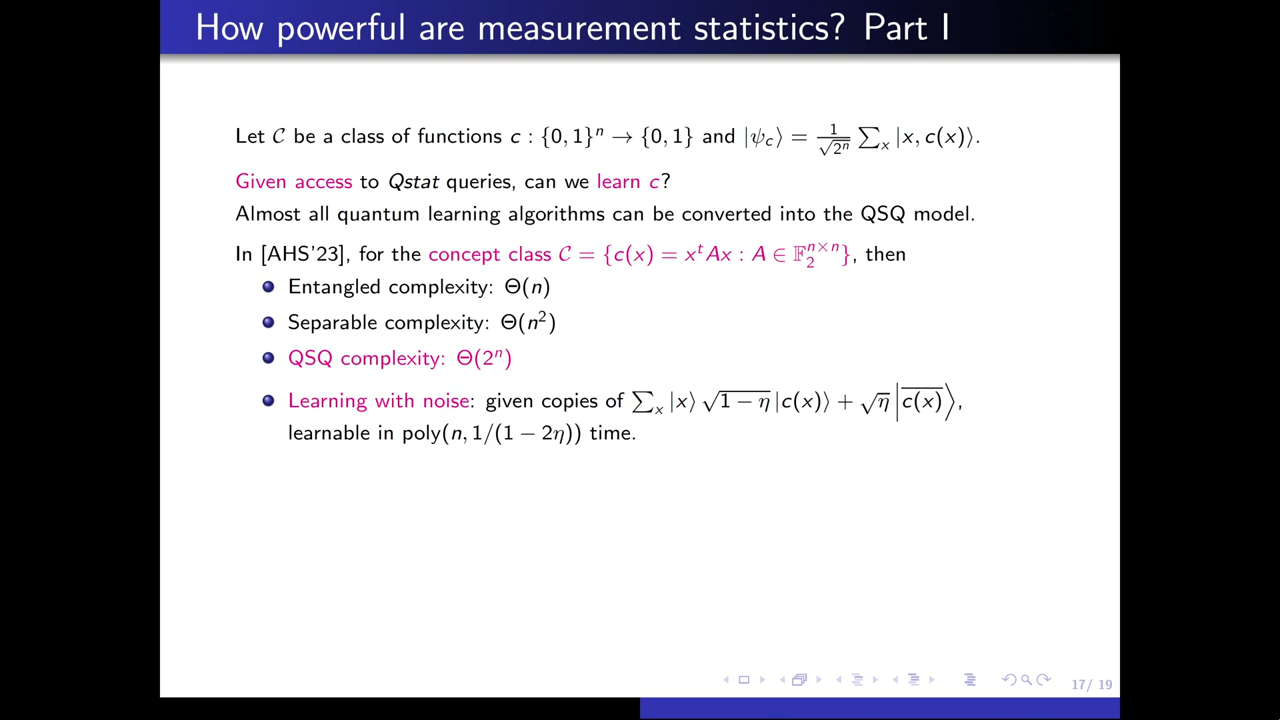 How powerful are measurement statistics? Part I
Let 𝒞 be a class of functions c : {0, 1}ⁿ → {0, 1} and |ψ_c⟩ = 1/√2ⁿ ∑ₓ |x, c(x)⟩.
Given access to Qstat queries, can we learn c?
Almost all quantum learning algorithms can be converted into the QSQ model.
In [AHS'23], for the concept class 𝒞 = {c(x) = xᵗAx : A ∈ 𝔽₂ⁿˣⁿ}, then
Entangled complexity: Θ(n)
Separable complexity: Θ(n²)
QSQ complexity: Θ(2ⁿ)
Learning with noise: given copies of ∑ₓ |x⟩ √(1 − η) |c(x)⟩ + √η |c̅(̅x̅)̅⟩,
learnable in poly(n, 1/(1 − 2η)) time.
17/ 19